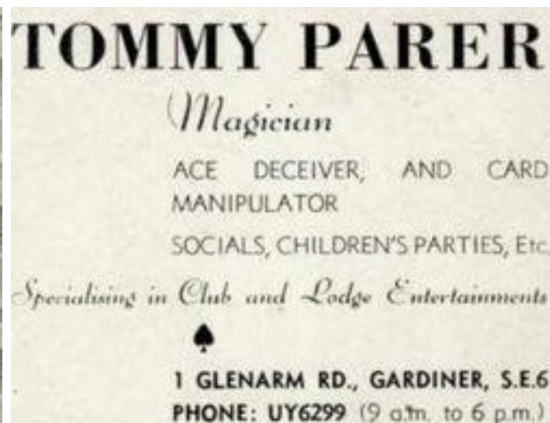 TOMMY PARER
Magician
ACE DECEIVER, AND CARD
MANIPULATOR
SOCIALS, CHILDREN'S PARTIES, Etc.
Specialising in Club and Lodge Entertainments
1 GLENARM RD., GARDINER, S.E.6
PHONE: UY6299 (9 a.m. to 6 p.m.)